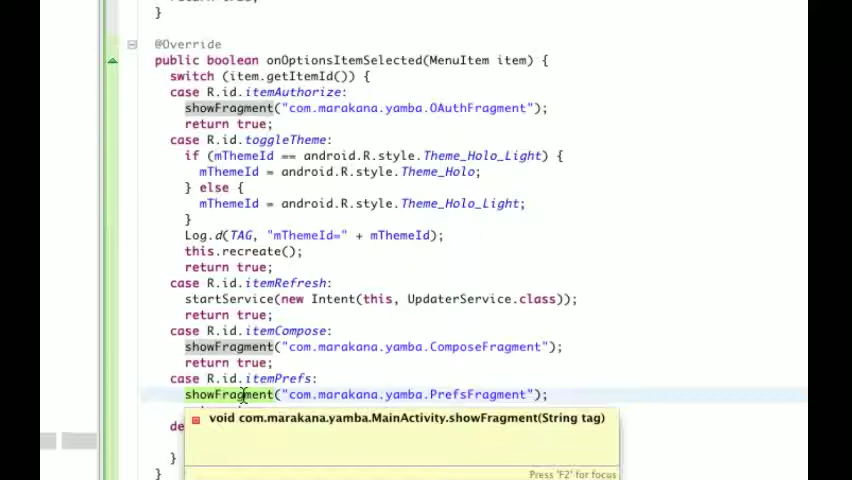 }
@Override
public boolean onOptionsItemSelected(MenuItem item) {
switch (item.getItemId()) {
case R.id.itemAuthorize:
showFragment("com.marakana.yamba.OAuthFragment");
return true;
case R.id.toggleTheme:
if (mThemeId == android.R.style.Theme_Holo_Light) {
mThemeId = android.R.style.Theme_Holo;
} else {
mThemeId = android.R.style.Theme_Holo_Light;
}
Log.d(TAG, "mThemeId=" + mThemeId);
this.recreate();
return true;
case R.id.itemRefresh:
startService(new Intent(this, UpdaterService.class));
return true;
case R.id.itemCompose:
showFragment("com.marakana.yamba.ComposeFragment");
return true;
case R.id.itemPrefs:
showFragment("com.marakana.yamba.PrefsFragment");
void com.marakana.yamba.MainActivity.showFragment(String tag)
de
}
Press 'F2' for focus
}